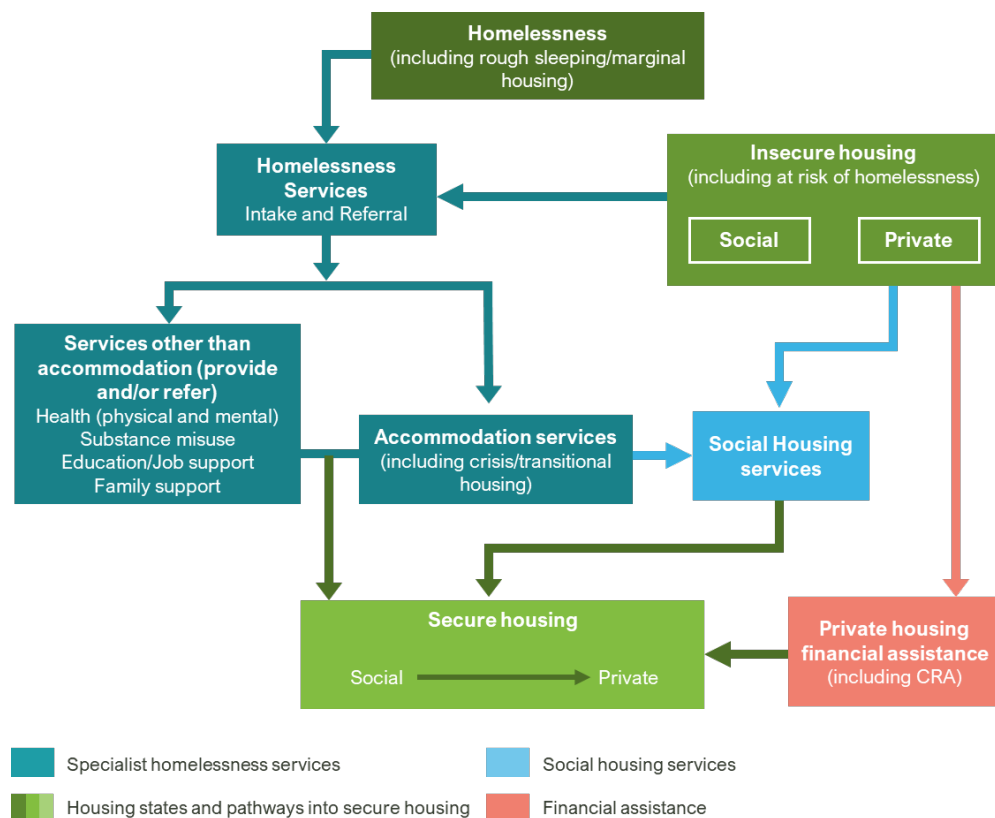 Homelessness
(including rough sleeping/marginal
housing)
Homelessness
Services
Intake and Referral
Insecure housing
(including at risk of homelessness)
Social
Private
Services other than
accommodation (provide
and/or refer)
Health (physical and mental)
Substance misuse
Education/Job support
Family support
Accommodation services
(including crisis/transitional
housing)
Social Housing
services
Secure housing
Social
Private
Private housing
financial assistance
(including CRA)
Specialist homelessness services
Social housing services
Housing states and pathways into secure housing
Financial assistance